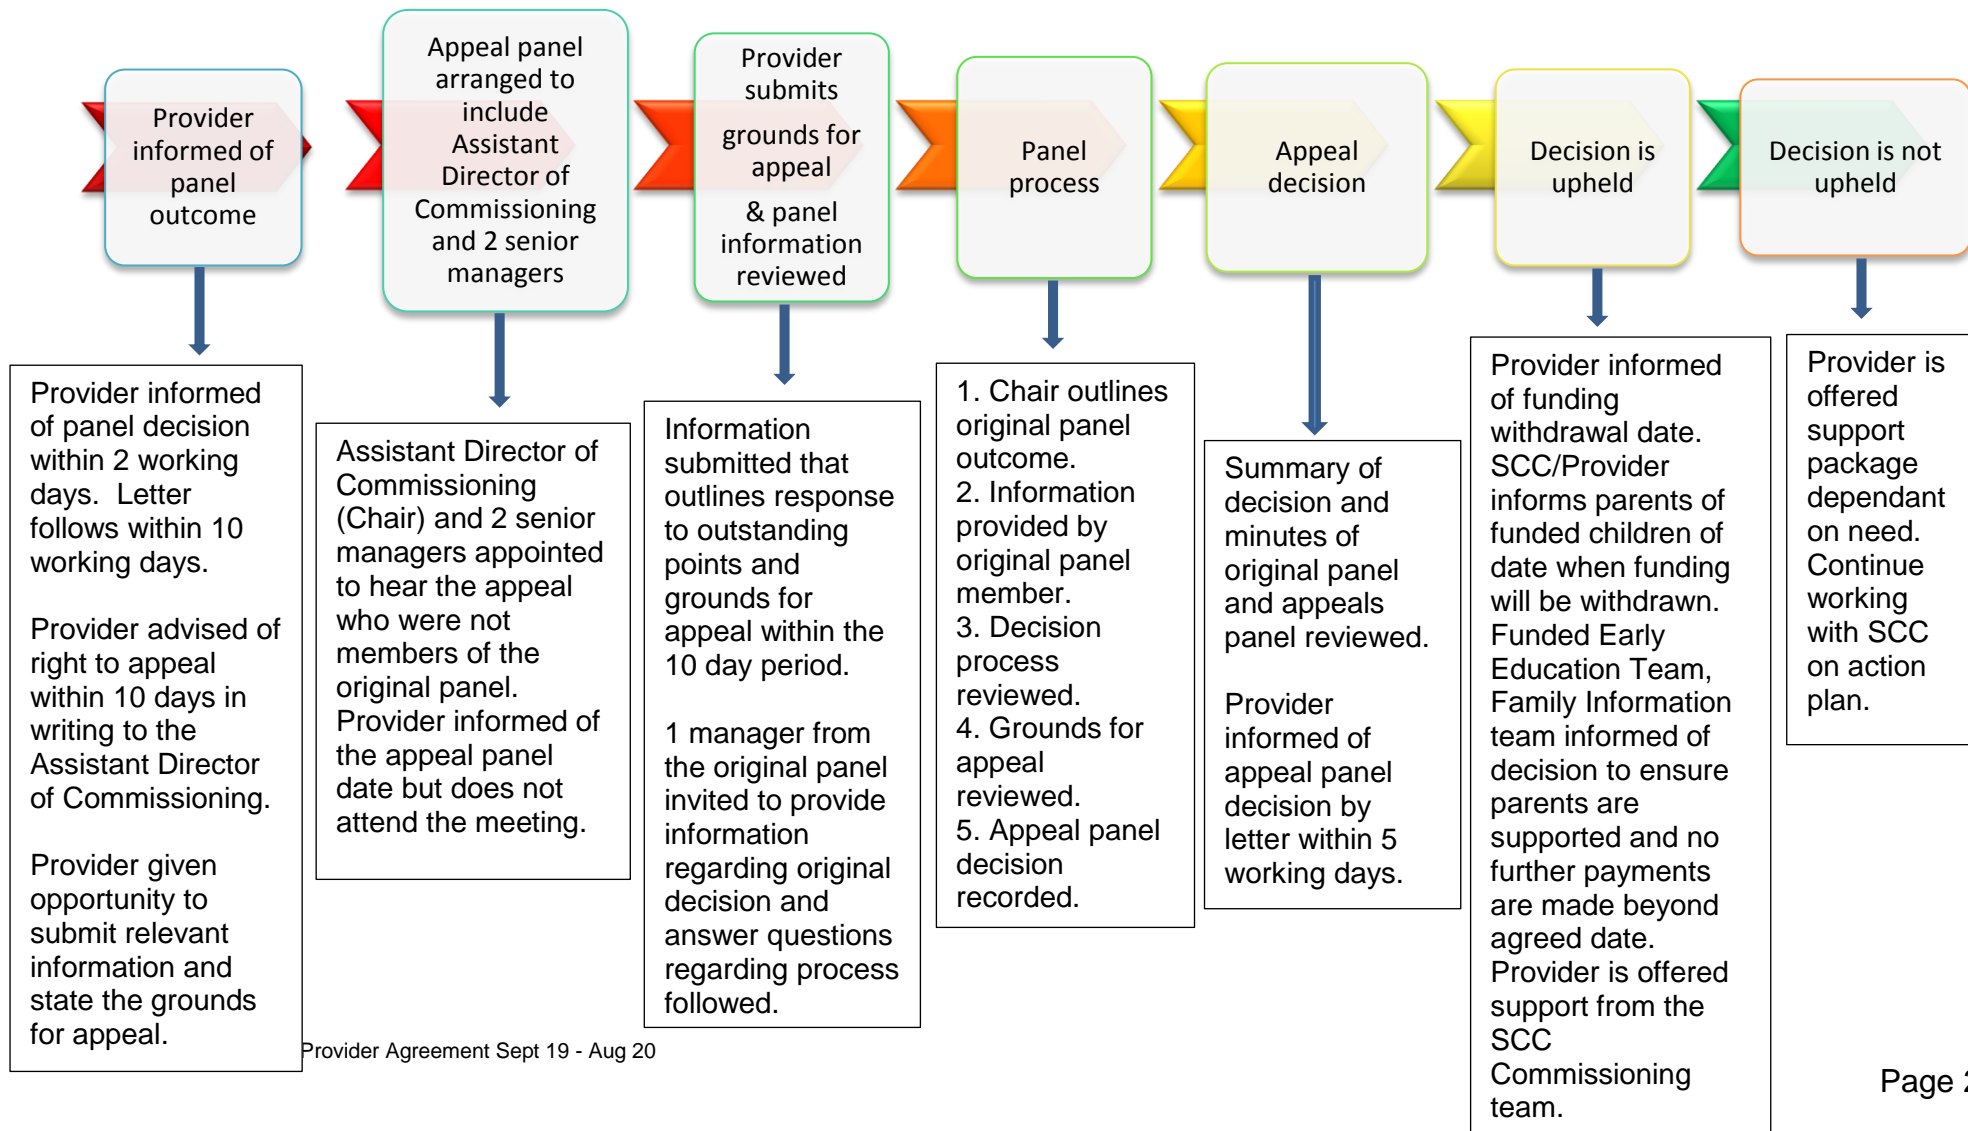 Provider
informed of
panel
outcome
Appeal panel
arranged to
include
Assistant
Director of
Commissioning
and 2 senior
managers
Provider
submits
grounds for
appeal
& panel
information
reviewed
Panel
process
Appeal
decision
Decision is
upheld
Decision is not
upheld
Provider informed
of panel decision
within 2 working
days.  Letter
follows within 10
working days.
Provider advised of
right to appeal
within 10 days in
writing to the
Assistant Director
of Commissioning.
Provider given
opportunity to
submit relevant
information and
state the grounds
for appeal.
Assistant Director of
Commissioning
(Chair) and 2 senior
managers appointed
to hear the appeal
who were not
members of the
original panel.
Provider informed of
the appeal panel
date but does not
attend the meeting.
Information
submitted that
outlines response
to outstanding
points and
grounds for
appeal within the
10 day period.
1 manager from
the original panel
invited to provide
information
regarding original
decision and
answer questions
regarding process
followed.
1. Chair outlines
original panel
outcome.
2. Information
provided by
original panel
member.
3. Decision
process
reviewed.
4. Grounds for
appeal
reviewed.
5. Appeal panel
decision
recorded.
Summary of
decision and
minutes of
original panel
and appeals
panel reviewed.
Provider
informed of
appeal panel
decision by
letter within 5
working days.
Provider informed
of funding
withdrawal date.
SCC/Provider
informs parents of
funded children of
date when funding
will be withdrawn.
Funded Early
Education Team,
Family Information
team informed of
decision to ensure
parents are
supported and no
further payments
are made beyond
agreed date.
Provider is offered
support from the
SCC
Commissioning
team.
Provider is
offered
support
package
dependant
on need.
Continue
working
with SCC
on action
plan.
Provider Agreement Sept 19 - Aug 20
Page 2